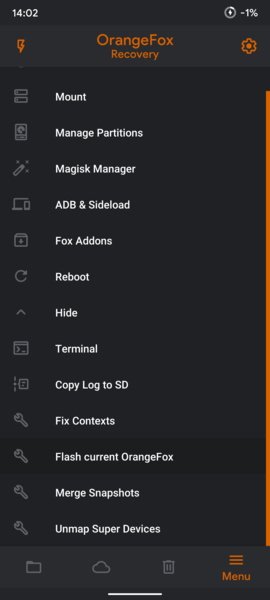 14:02
-1%
OrangeFox
Recovery
Mount
Manage Partitions
Magisk Manager
ADB & Sideload
Fox Addons
Reboot
Hide
Terminal
Copy Log to SD
Fix Contexts
Flash current OrangeFox
Merge Snapshots
Unmap Super Devices
Menu